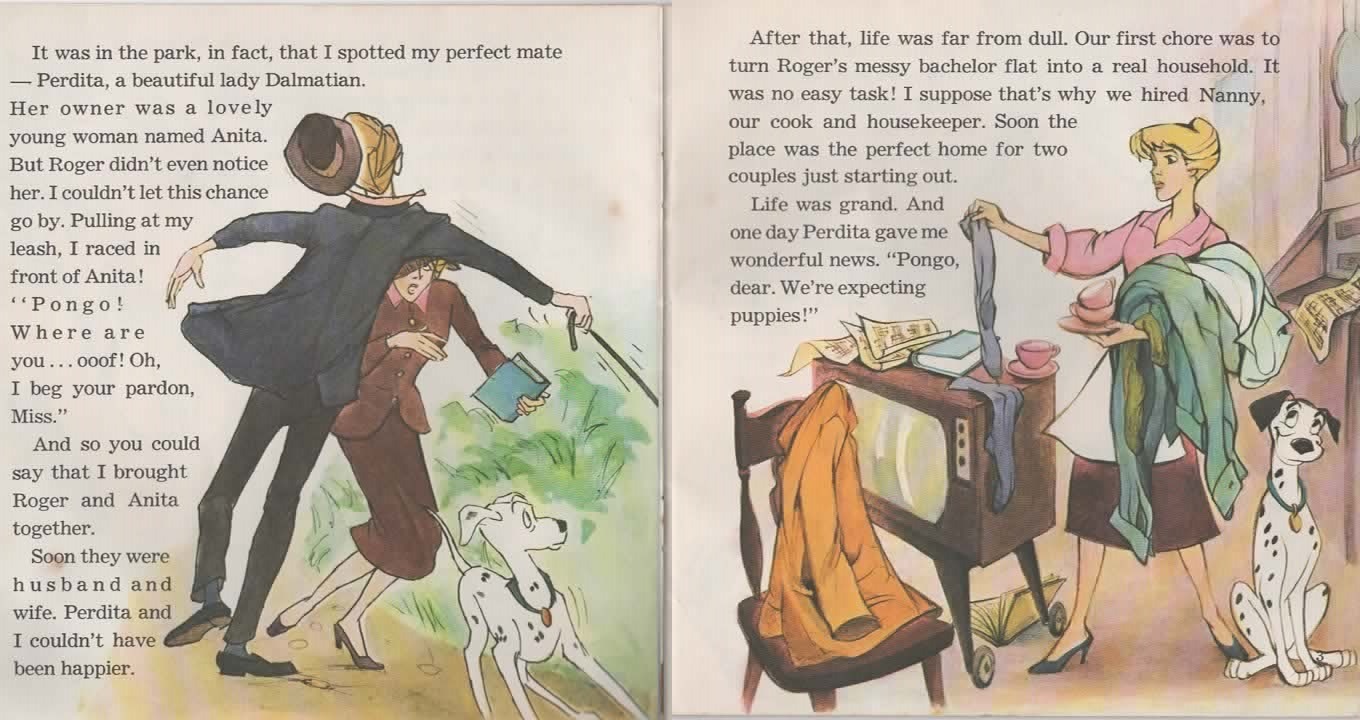 It was in the park, in fact, that I spotted my perfect mate
— Perdita, a beautiful lady Dalmatian.
Her owner was a lovely
young woman named Anita.
But Roger didn't even notice
her. I couldn't let this chance
go by. Pulling at my
leash, I raced in
front of Anita!
"Pongo!
Where are
you . . . ooof! Oh,
I beg your pardon,
Miss."
And so you could
say that I brought
Roger and Anita
together.
Soon they were
husband and
wife. Perdita and
I couldn't have
been happier.
After that, life was far from dull. Our first chore was to
turn Roger's messy bachelor flat into a real household. It
was no easy task! I suppose that's why we hired Nanny,
our cook and housekeeper. Soon the
place was the perfect home for two
couples just starting out.
Life was grand. And
one day Perdita gave me
wonderful news. "Pongo,
dear. We're expecting
puppies!"